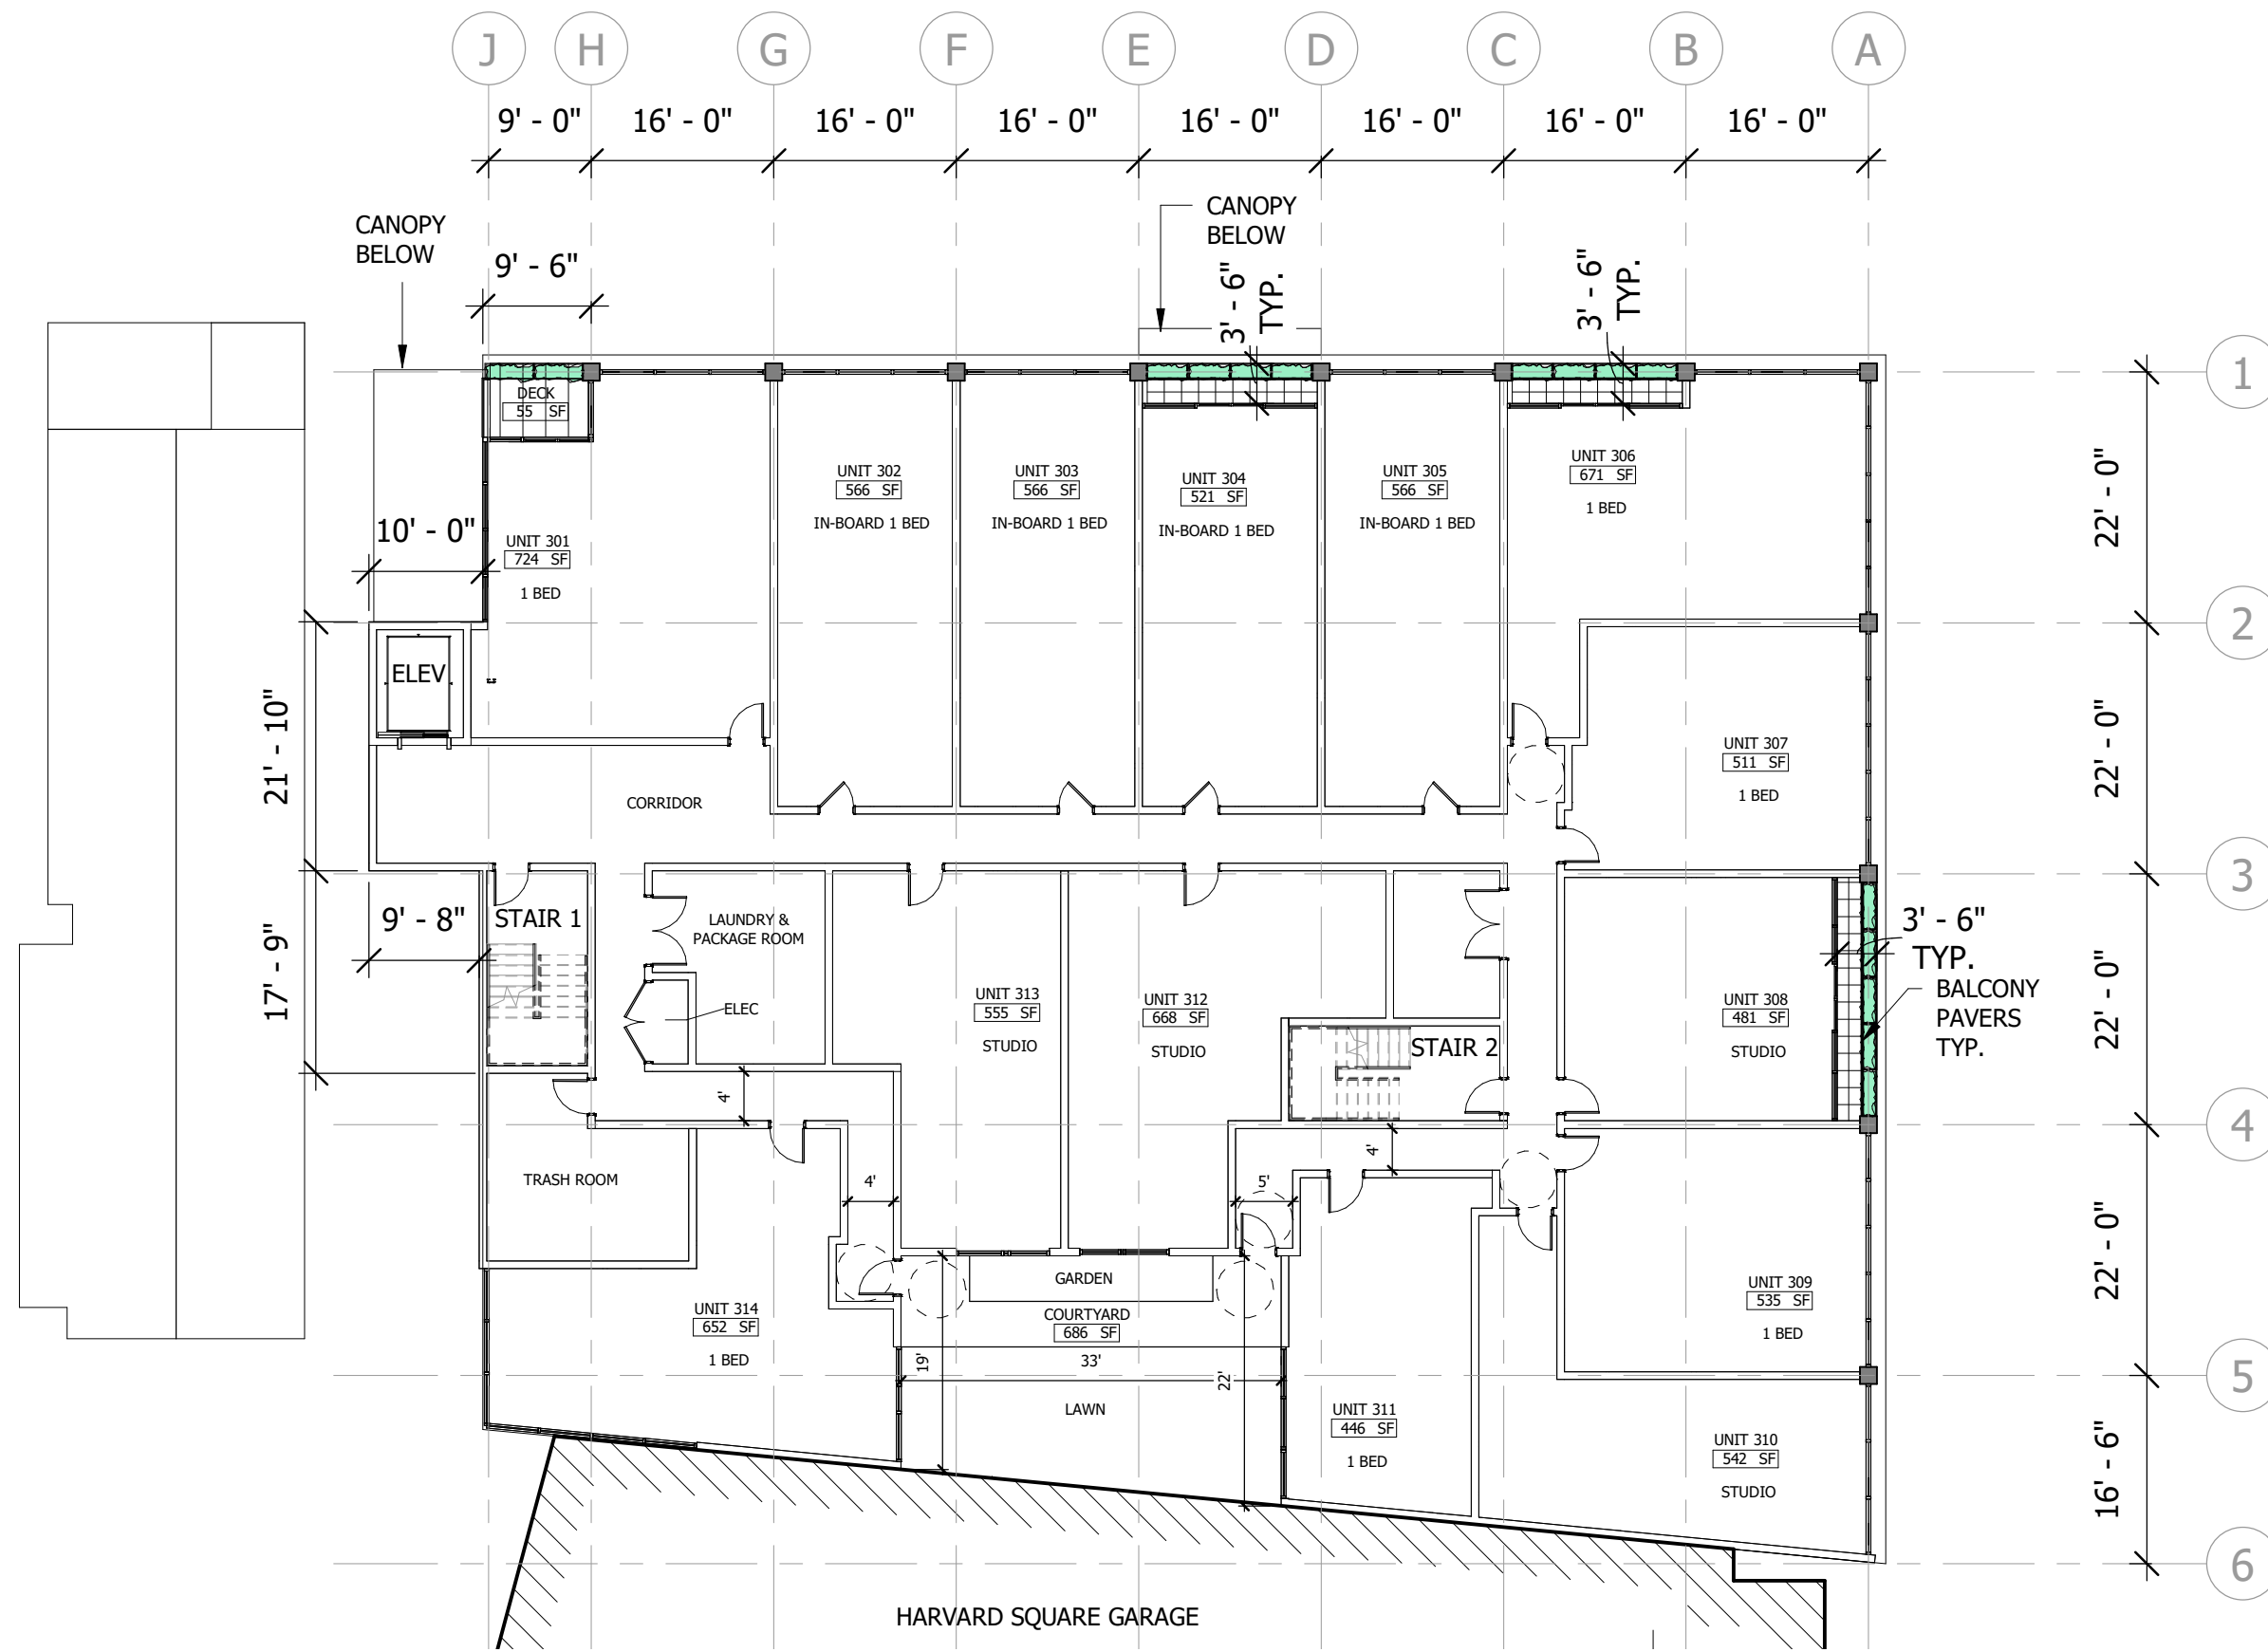 J H G F E D C B A
9' - 0" 16' - 0" 16' - 0" 16' - 0" 16' - 0" 16' - 0" 16' - 0" 16' - 0"
CANOPY
BELOW
9' - 6"
CANOPY
BELOW
3' - 6"
TYP.
3' - 6"
TYP.
1
DECK
55 SF
UNIT 302
566 SF
IN-BOARD 1 BED
UNIT 303
566 SF
IN-BOARD 1 BED
UNIT 304
521 SF
IN-BOARD 1 BED
UNIT 305
566 SF
IN-BOARD 1 BED
UNIT 306
671 SF
1 BED
22' - 0"
10' - 0"
UNIT 301
724 SF
1 BED
2
ELEV
21' - 10"
UNIT 307
511 SF
1 BED
22' - 0"
CORRIDOR
3
9' - 8"
STAIR 1
LAUNDRY &
PACKAGE ROOM
3' - 6"
TYP.
BALCONY
PAVERS
TYP.
17' - 9"
ELEC
UNIT 313
555 SF
STUDIO
UNIT 312
668 SF
STUDIO
STAIR 2
UNIT 308
481 SF
STUDIO
22' - 0"
4'
4
4'
TRASH ROOM
4'
5'
GARDEN
COURTYARD
686 SF
UNIT 314
652 SF
1 BED
UNIT 309
535 SF
1 BED
22' - 0"
19'
33'
22'
5
LAWN
UNIT 311
446 SF
1 BED
UNIT 310
542 SF
STUDIO
16' - 6"
6
HARVARD SQUARE GARAGE